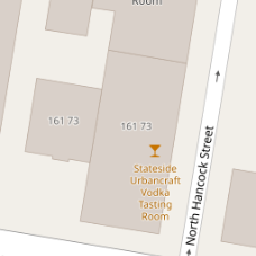 Room
161 73
161 73
Stateside
Urbancraft
Vodka
Tasting
Room
North Hancock Street